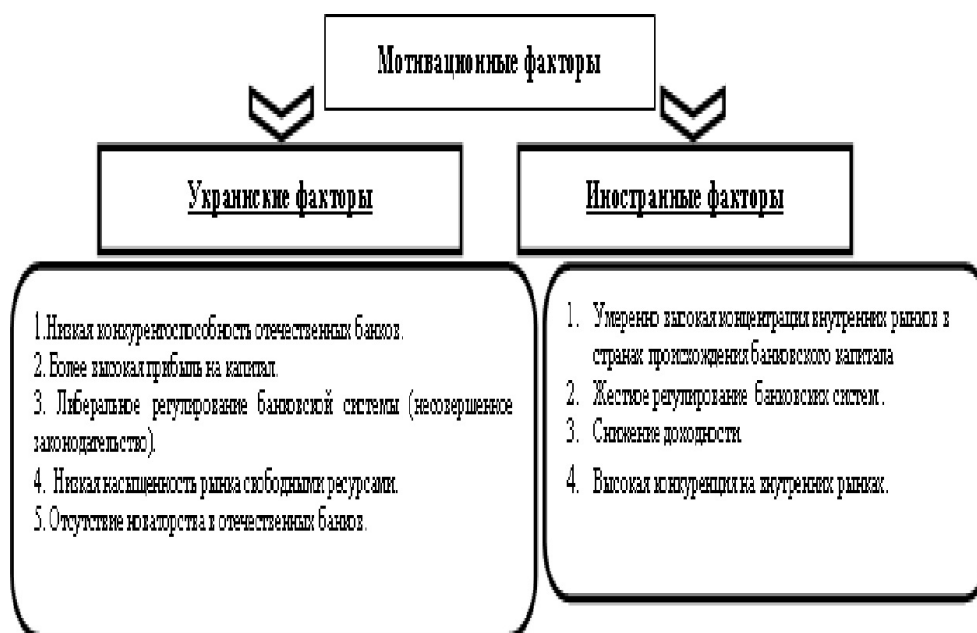 Мотивационные факторы
Украинские факторы
Иностранные факторы
1.Низкая конкурентоспособность отечественных банков.
2. Более высокая прибыль на капитал.
3. Либеральное регулирование банковской системы (несовершенное
законодательство).
4. Низкая насыщенность рынка свободными ресурсами.
5. Отсутствие новаторства в отечественных банков.
1. Умеренно высокая концентрация внутренних рынков в
странах происхождения банковского капитала
2. Жесткое регулирование банковских систем.
3. Снижение доходности.
4. Высокая конкуренция на внутренних рынках.